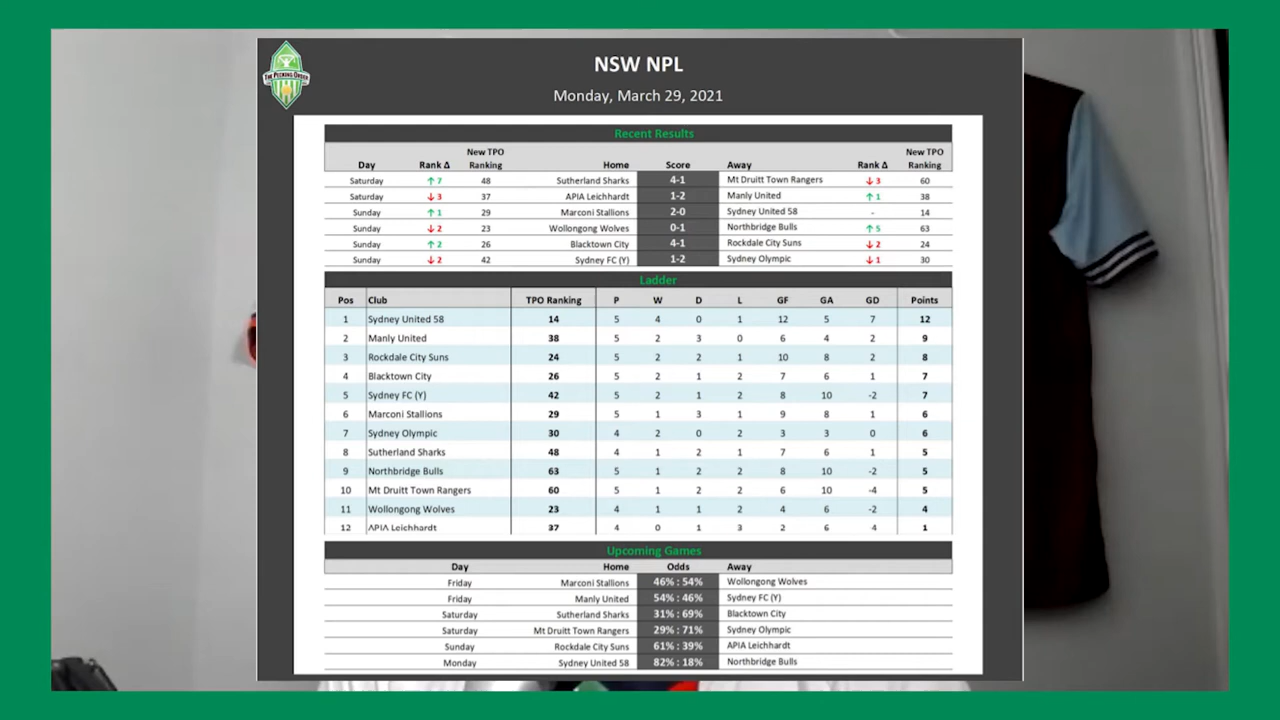 THE PECKING ORDER
NSW NPL
Monday, March 29, 2021
Recent Results
Day Rank Δ New TPO Ranking Home Score Away Rank Δ New TPO Ranking
Saturday ↑ 7 48 Sutherland Sharks 4-1 Mt Druitt Town Rangers ↓ 3 60
Saturday ↓ 3 37 APIA Leichhardt 1-2 Manly United ↑ 1 38
Sunday ↑ 1 29 Marconi Stallions 2-0 Sydney United 58 - 14
Sunday ↓ 2 23 Wollongong Wolves 0-1 Northbridge Bulls ↑ 5 63
Sunday ↑ 2 26 Blacktown City 4-1 Rockdale City Suns ↓ 2 24
Sunday ↓ 2 42 Sydney FC (Y) 1-2 Sydney Olympic ↓ 1 30
Ladder
Pos Club TPO Ranking P W D L GF GA GD Points
1 Sydney United 58 14 5 4 0 1 12 5 7 12
2 Manly United 38 5 2 3 0 6 4 2 9
3 Rockdale City Suns 24 5 2 2 1 10 8 2 8
4 Blacktown City 26 5 2 1 2 7 6 1 7
5 Sydney FC (Y) 42 5 2 1 2 8 10 -2 7
6 Marconi Stallions 29 5 1 3 1 9 8 1 6
7 Sydney Olympic 30 4 2 0 2 3 3 0 6
8 Sutherland Sharks 48 4 1 2 1 7 6 1 5
9 Northbridge Bulls 63 5 1 2 2 8 10 -2 5
10 Mt Druitt Town Rangers 60 5 1 2 2 6 10 -4 5
11 Wollongong Wolves 23 4 1 1 2 4 6 -2 4
12 APIA Leichhardt 37 4 0 1 3 2 6 4 1
Upcoming Games
Day Home Odds Away
Friday Marconi Stallions 46% : 54% Wollongong Wolves
Friday Manly United 54% : 46% Sydney FC (Y)
Saturday Sutherland Sharks 31% : 69% Blacktown City
Saturday Mt Druitt Town Rangers 29% : 71% Sydney Olympic
Sunday Rockdale City Suns 61% : 39% APIA Leichhardt
Monday Sydney United 58 82% : 18% Northbridge Bulls